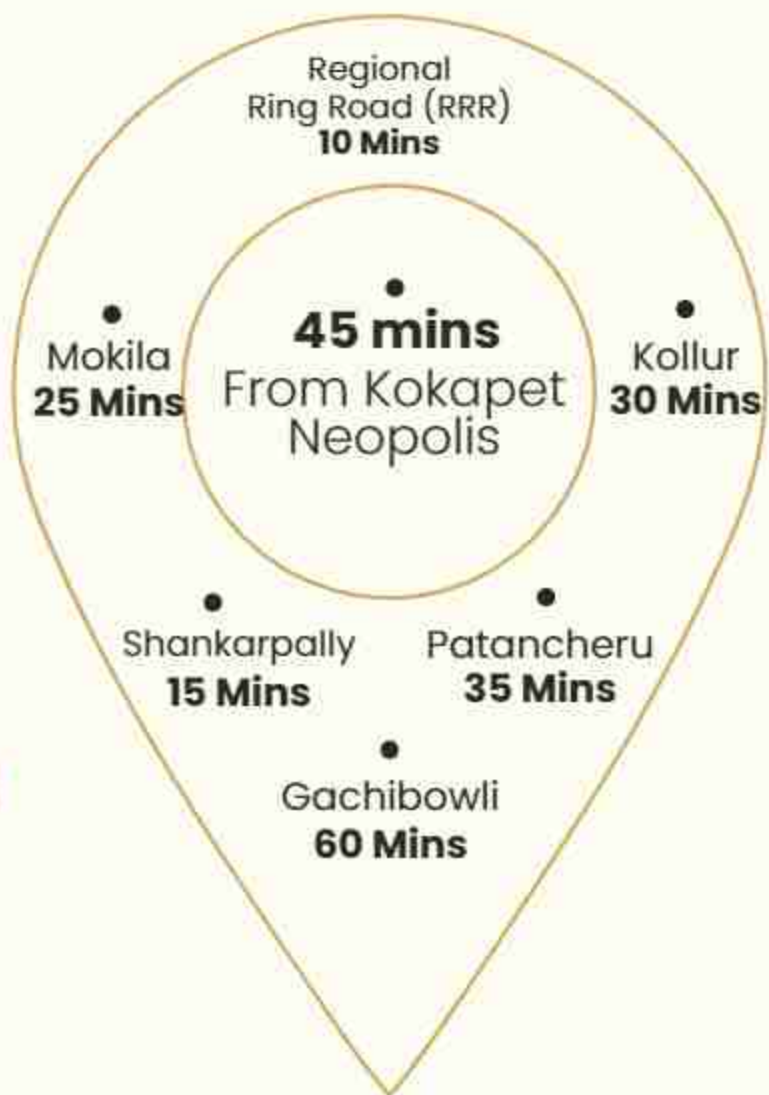 Regional
Ring Road (RRR)
10 Mins
45 mins
From Kokapet
Neopolis
Mokila
25 Mins
Kollur
30 Mins
Shankarpally
15 Mins
Patancheru
35 Mins
Gachibowli
60 Mins